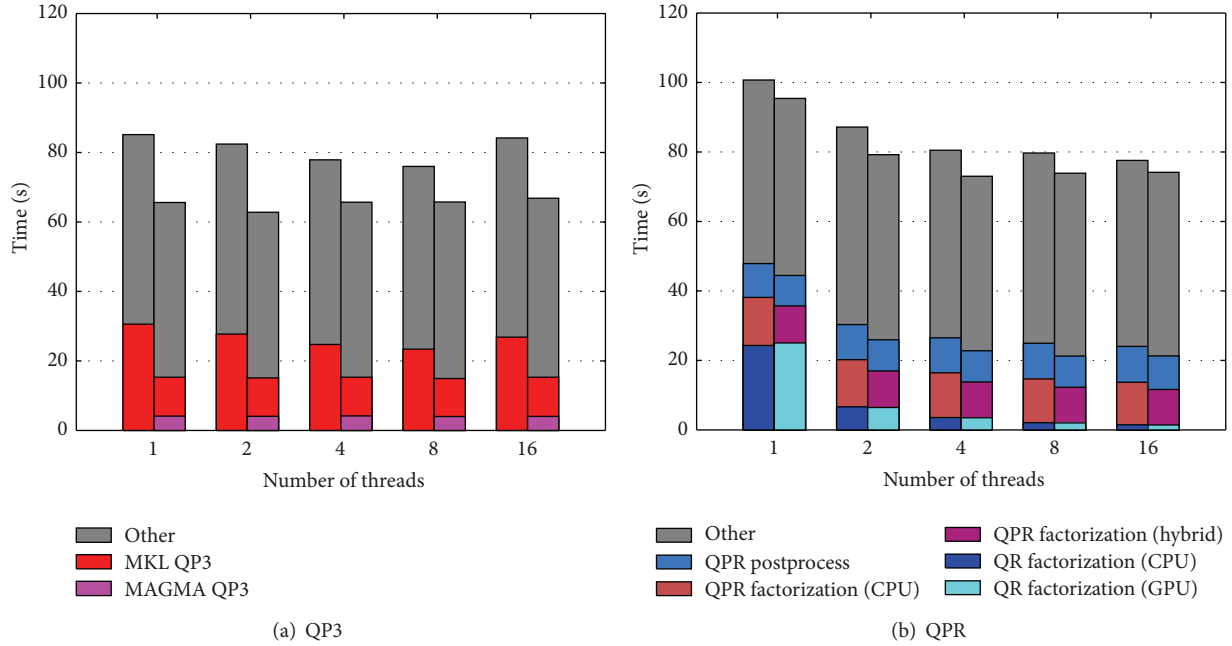 120
100
80
60
40
20
0
Time (s)
1
2
4
8
16
Number of threads
Other
MKL QP3
MAGMA QP3
(a) QP3
120
100
80
60
40
20
0
Time (s)
1
2
4
8
16
Number of threads
Other
QPR postprocess
QPR factorization (CPU)
QPR factorization (hybrid)
QR factorization (CPU)
QR factorization (GPU)
(b) QPR